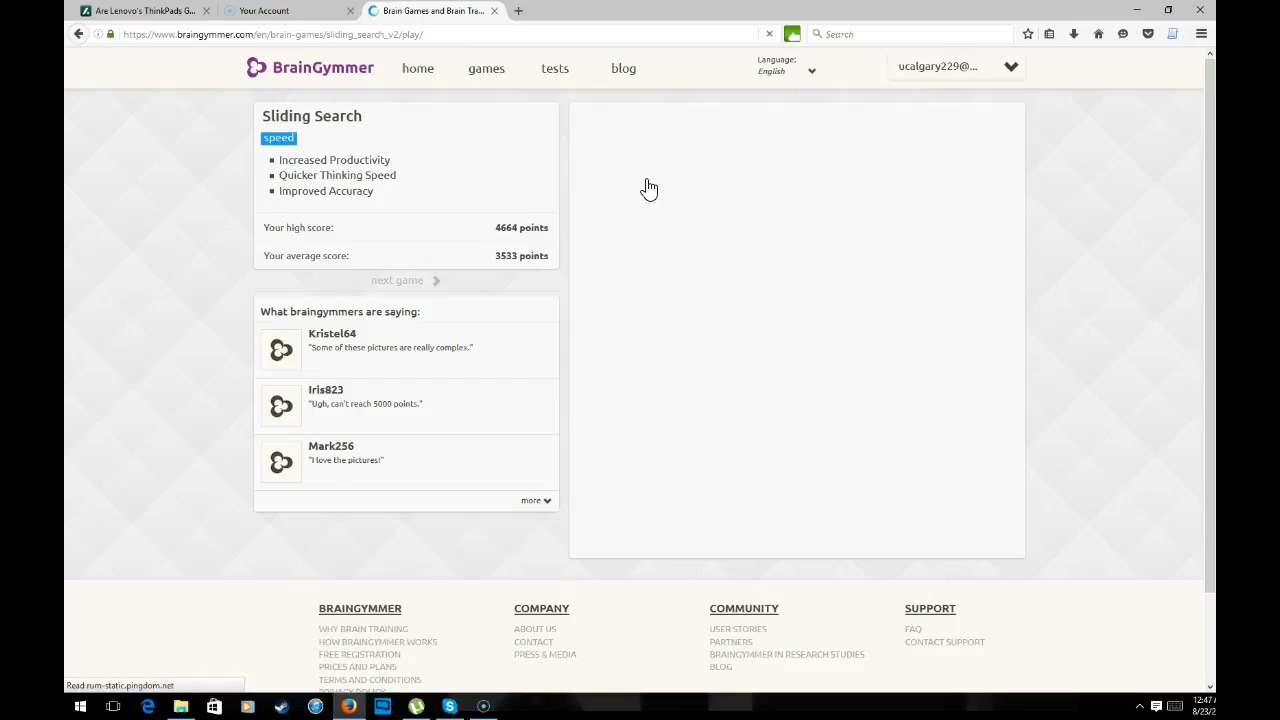 Are Lenovo's ThinkPads G...
Your Account
Brain Games and Brain Tra...
https://www.braingymmer.com/en/brain-games/sliding_search_v2/play/
Search
BrainGymmer
home
games
tests
blog
Language:
English
ucalgary229@...
Sliding Search
speed
Increased Productivity
Quicker Thinking Speed
Improved Accuracy
Your high score: 4664 points
Your average score: 3533 points
next game
What braingymmers are saying:
Kristel64
"Some of these pictures are really complex."
Iris823
"Ugh, can't reach 5000 points."
Mark256
"I love the pictures!"
more
BRAINGYMMER
WHY BRAIN TRAINING
HOW BRAINGYMMER WORKS
FREE REGISTRATION
PRICES AND PLANS
TERMS AND CONDITIONS
PRIVACY POLICY
COMPANY
ABOUT US
CONTACT
PRESS & MEDIA
COMMUNITY
USER STORIES
PARTNERS
BRAINGYMMER IN RESEARCH STUDIES
BLOG
SUPPORT
FAQ
CONTACT SUPPORT
Read rum-static.pingdom.net
12:47
8/23/2